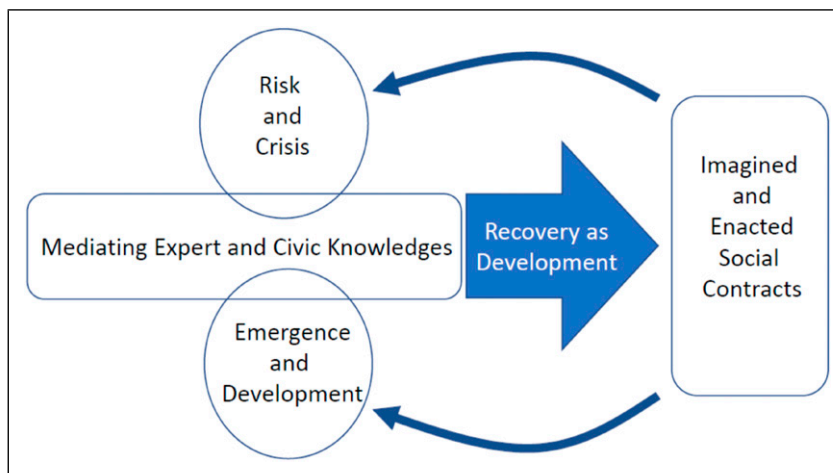 Risk
and
Crisis
Mediating Expert and Civic Knowledges
Recovery as
Development
Imagined
and
Enacted
Social
Contracts
Emergence
and
Development